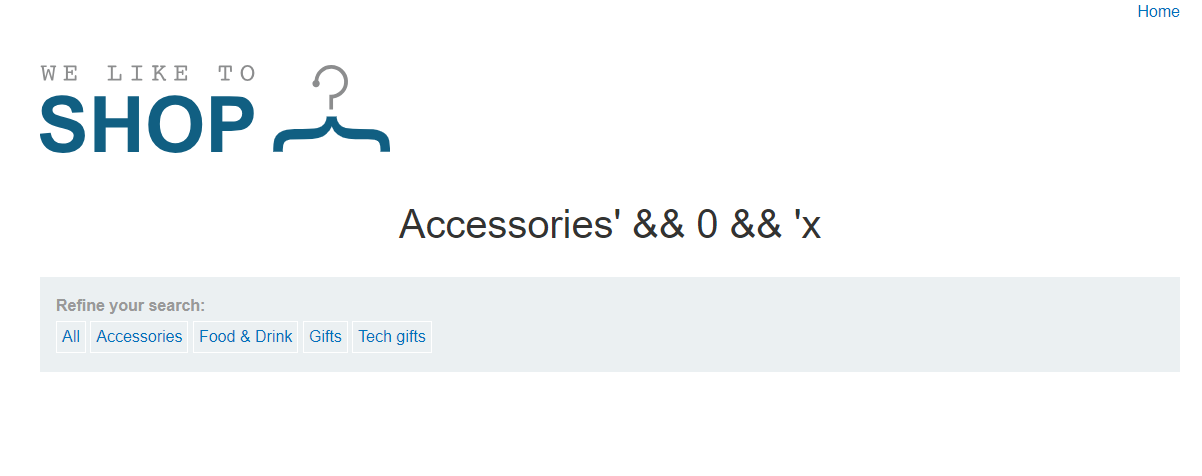 Home
WE LIKE TO
SHOP
Accessories' && 0 && 'x
Refine your search:
All Accessories Food & Drink Gifts Tech gifts